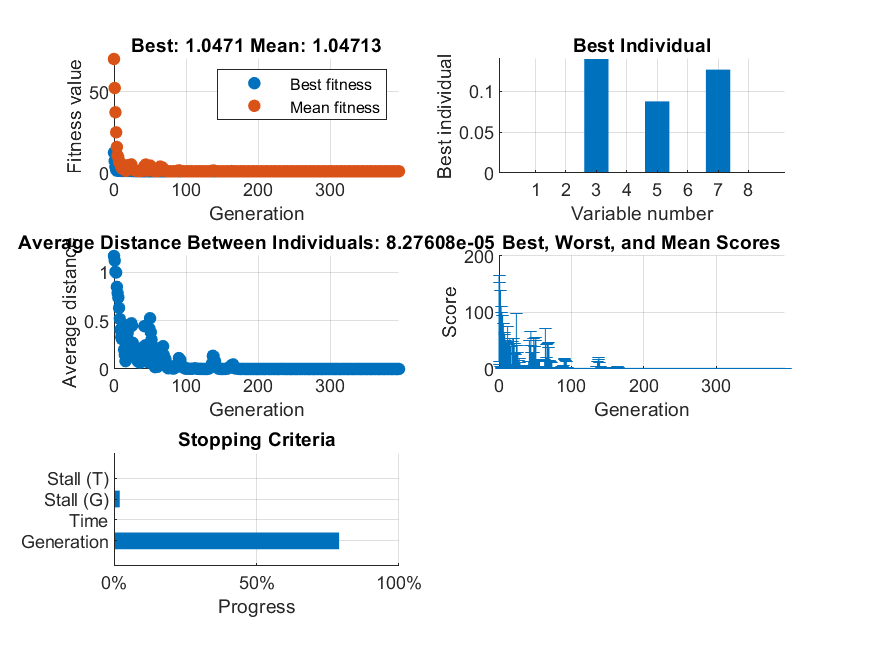 Best: 1.0471 Mean: 1.04713
Fitness value
50
0
Best fitness
Mean fitness
0 100 200 300
Generation
Best Individual
Best individual
0.1
0.05
0
1 2 3 4 5 6 7 8
Variable number
Average Distance Between Individuals: 8.27608e-05
Average distance
1
0.5
0
0 100 200 300
Generation
Best, Worst, and Mean Scores
Score
200
100
0
0 100 200 300
Generation
Stopping Criteria
Stall (T)
Stall (G)
Time
Generation
0% 50% 100%
Progress